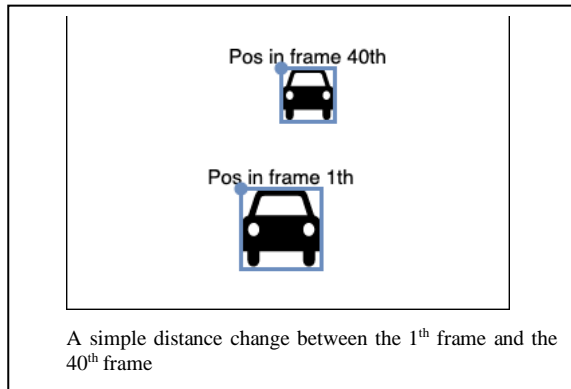 Pos in frame 40th
Pos in frame 1th
A simple distance change between the 1th frame and the
40th frame